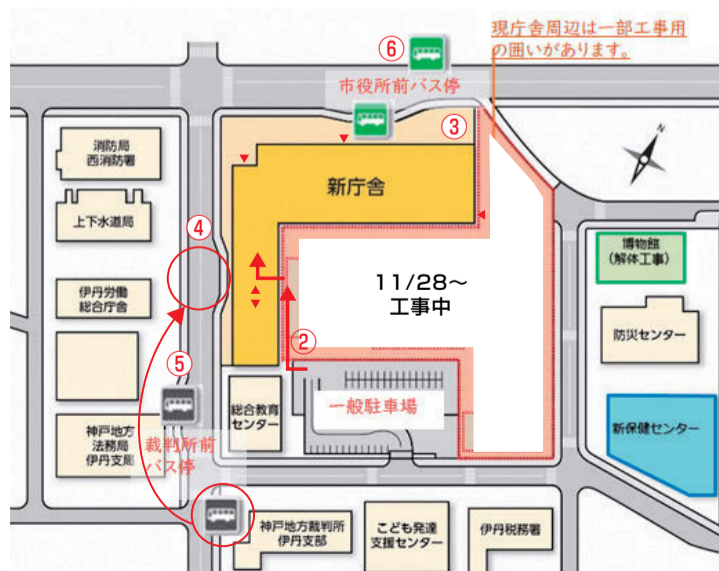 現庁舎周辺は一部工事用
の囲いがあります。
⑥
市役所前バス停
③
N
消防局
西消防署
新庁舎
上下水道局
④
博物館
(解体工事)
11/28〜
工事中
伊丹労働
総合庁舎
②
防災センター
⑤
総合教育
センター
一般駐車場
新保健センター
神戸地方
法務局
伊丹支局
裁判所前
バス停
神戸地方裁判所
伊丹支部
こども発達
支援センター
伊丹税務署